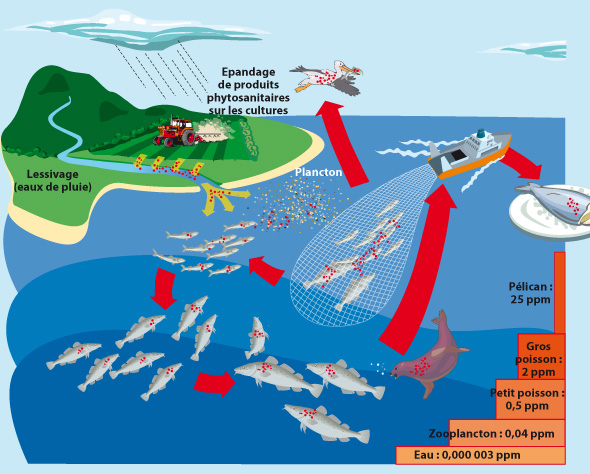 Epandage
de produits
phytosanitaires
sur les cultures
Lessivage
(eaux de pluie)
Plancton
Pélican :
25 ppm
Gros
poisson :
2 ppm
Petit poisson :
0,5 ppm
Zooplancton : 0,04 ppm
Eau : 0,000 003 ppm